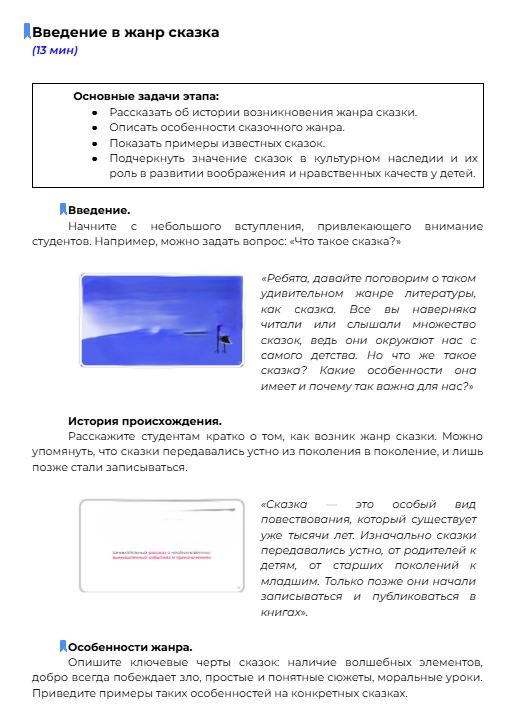 Введение в жанр сказка
(13 мин)
Основные задачи этапа:
● Рассказать об истории возникновения жанра сказки.
● Описать особенности сказочного жанра.
● Показать примеры известных сказок.
● Подчеркнуть значение сказок в культурном наследии и их
роль в развитии воображения и нравственных качеств у детей.
Введение.
Начните с небольшого вступления, привлекающего внимание
студентов. Например, можно задать вопрос: «Что такое сказка?»
«Ребята, давайте поговорим о таком
удивительном жанре литературы,
как сказка. Все вы наверняка
читали или слышали множество
сказок, ведь они окружают нас с
самого детства. Но что же такое
сказка? Какие особенности она
имеет и почему так важна для нас?»
История происхождения.
Расскажите студентам кратко о том, как возник жанр сказки. Можно
упомянуть, что сказки передавались устно из поколения в поколение, и лишь
позже стали записываться.
занимательный рассказ о необыкновенных
вымышленных событиях и приключениях
«Сказка — это особый вид
повествования, который существует
уже тысячи лет. Изначально сказки
передавались устно, от родителей к
детям, от старших поколений к
младшим. Только позже они начали
записываться и публиковаться в
книгах».
Особенности жанра.
Опишите ключевые черты сказок: наличие волшебных элементов,
добро всегда побеждает зло, простые и понятные сюжеты, моральные уроки.
Приведите примеры таких особенностей на конкретных сказках.